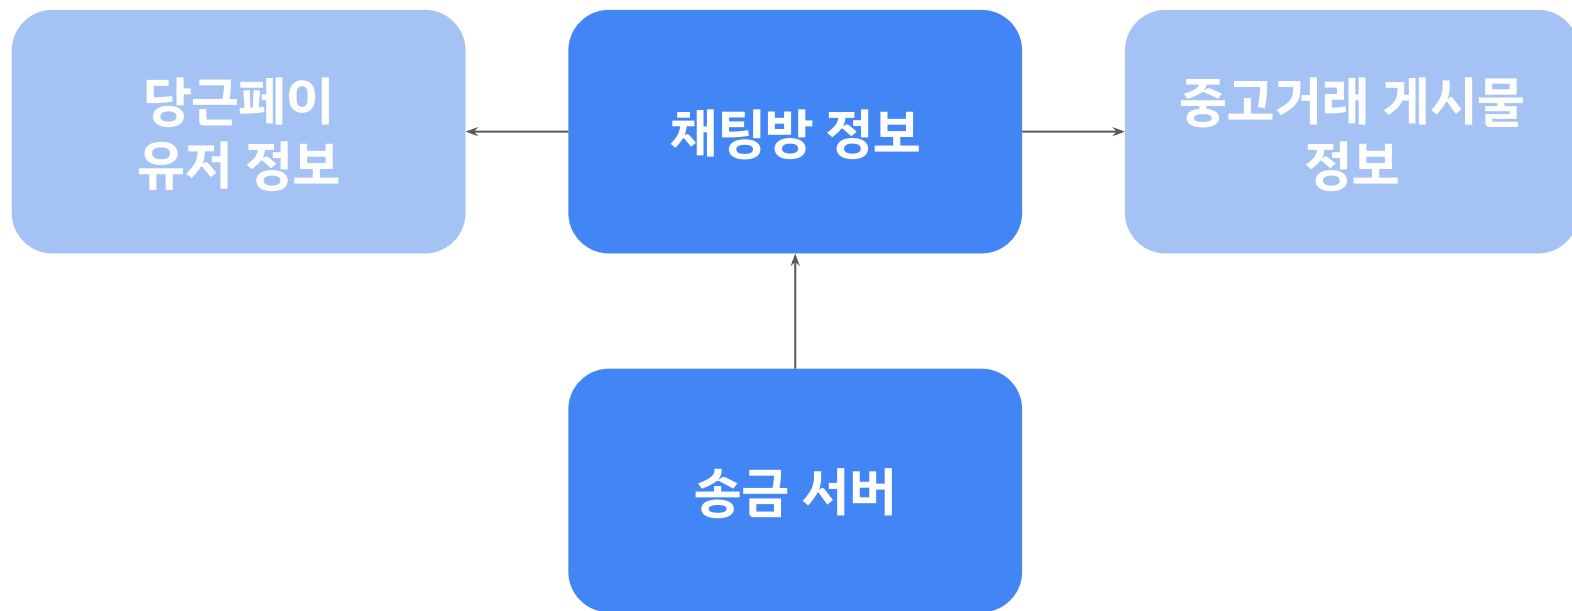 당근페이
유저 정보
채팅방 정보
중고거래 게시물
정보
송금 서버